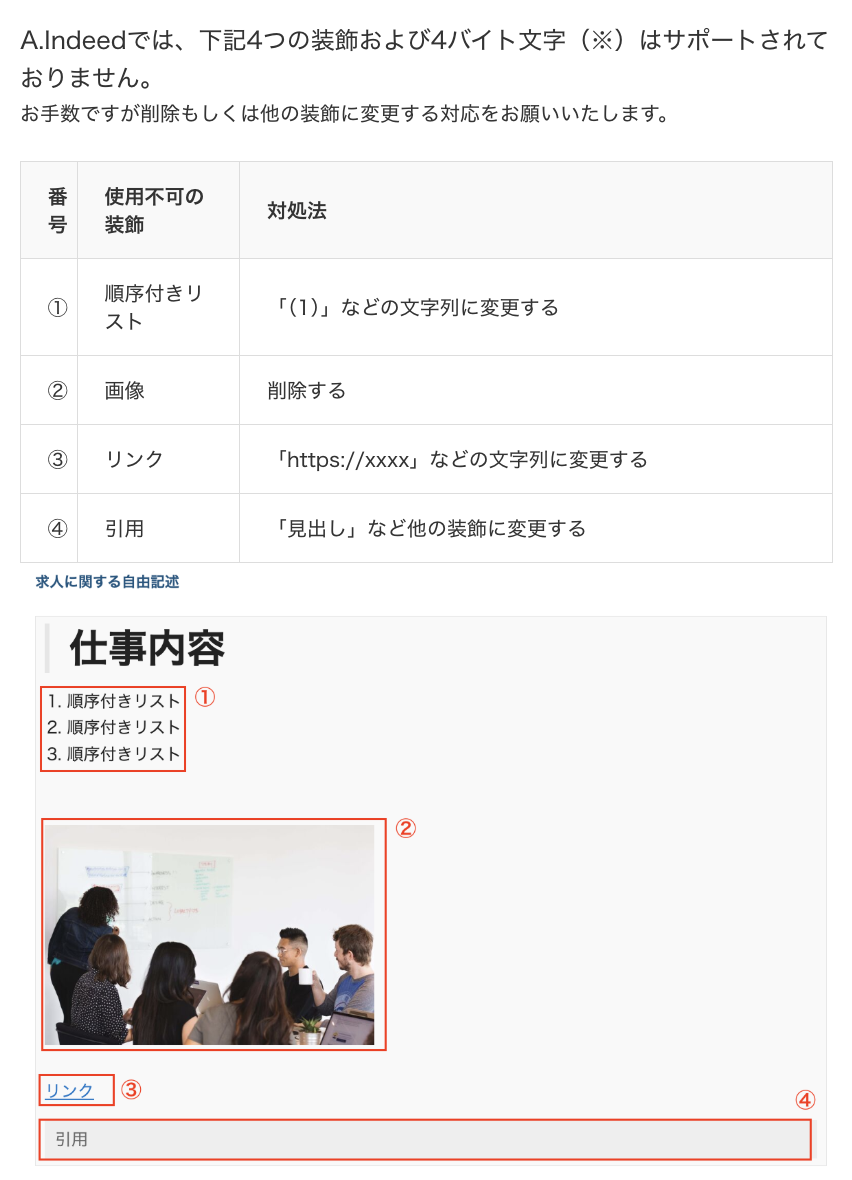 A.Indeedでは、下記4つの装飾および4バイト文字（※）はサポートされて
おりません。
お手数ですが削除もしくは他の装飾に変更する対応をお願いいたします。
番号
使用不可の装飾
対処法
①
順序付きリスト
「（1）」などの文字列に変更する
②
画像
削除する
③
リンク
「https://xxxx」などの文字列に変更する
④
引用
「見出し」など他の装飾に変更する
求人に関する自由記述
仕事内容
1. 順序付きリスト
①
2. 順序付きリスト
3. 順序付きリスト
②
リンク
③
④
引用